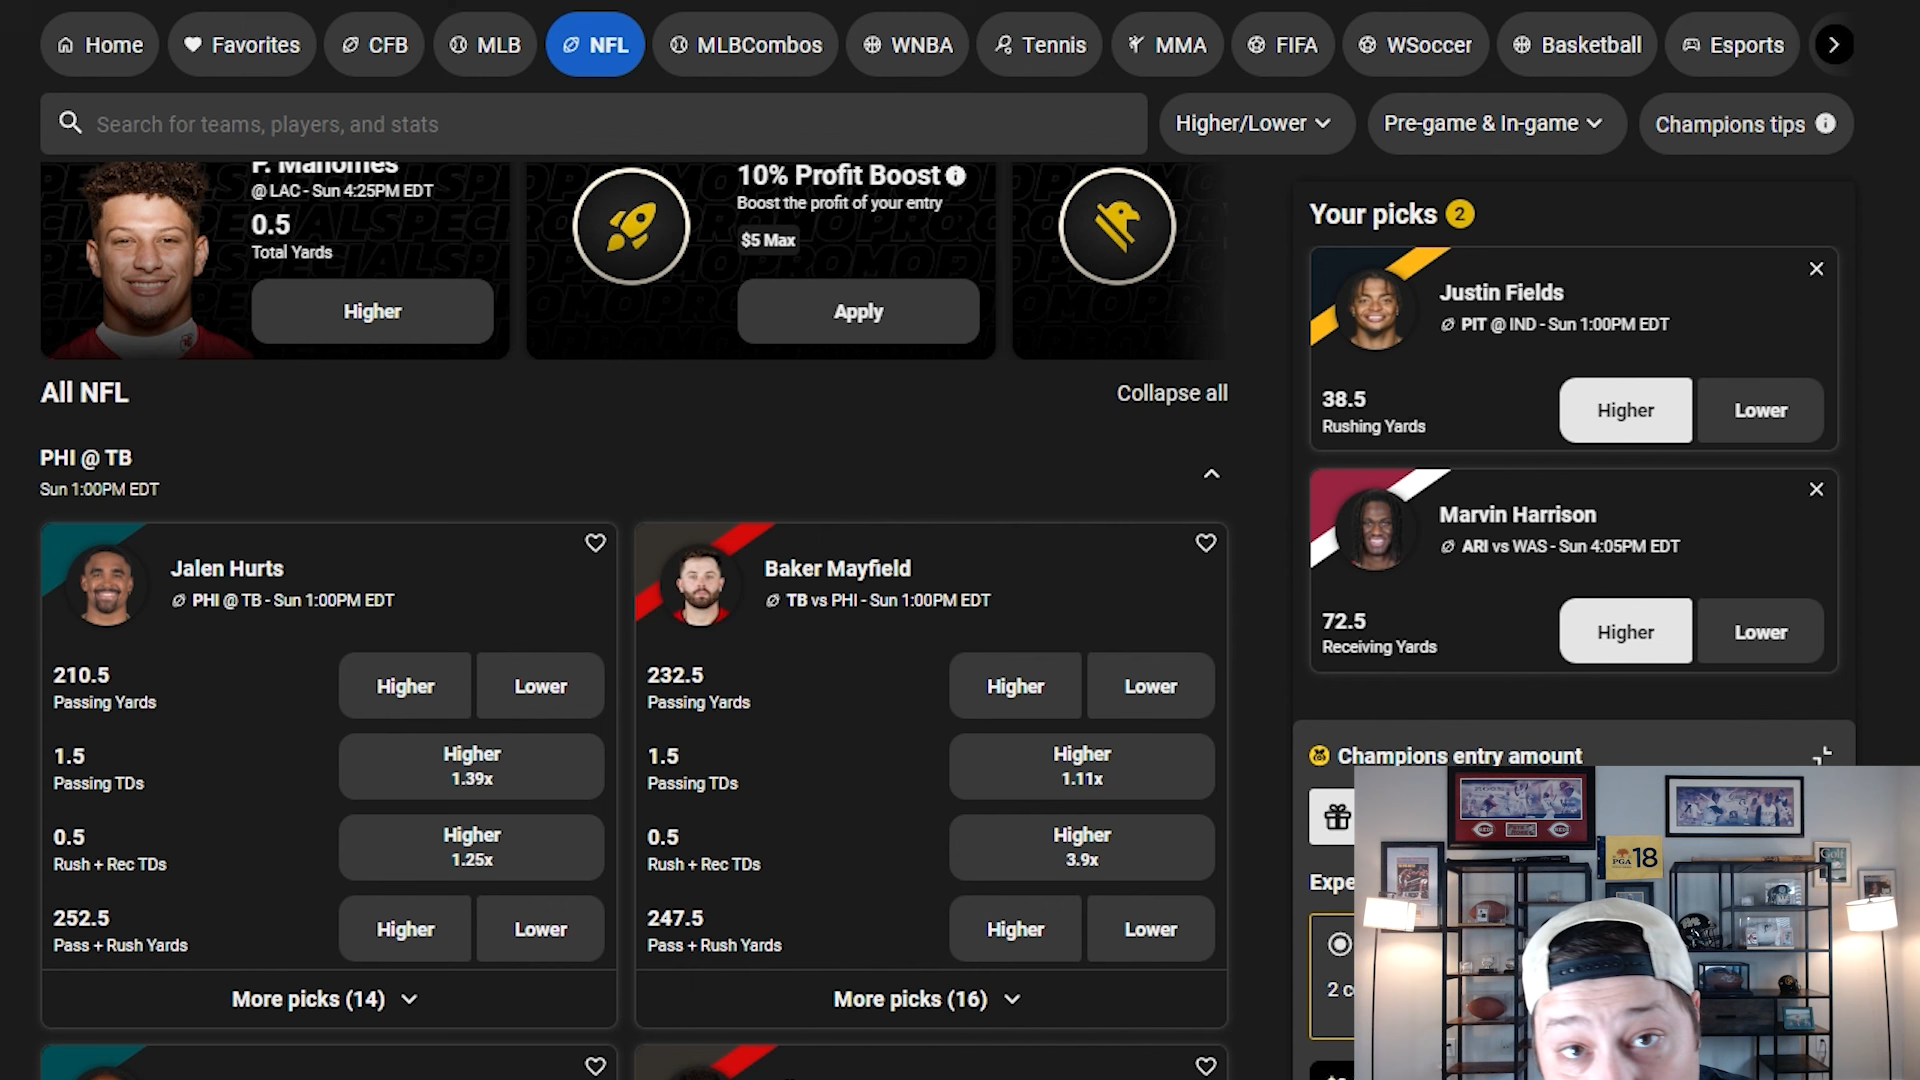 Home
Favorites
CFB
MLB
NFL
MLBCombos
WNBA
Tennis
MMA
FIFA
WSoccer
Basketball
Esports
Search for teams, players, and stats
Higher/Lower
Pre-game & In-game
Champions tips
P. Mahomes
@ LAC - Sun 4:25PM EDT
0.5
Total Yards
Higher
10% Profit Boost
Boost the profit of your entry
$5 Max
Apply
All NFL
Collapse all
PHI @ TB
Sun 1:00PM EDT
Jalen Hurts
PHI @ TB - Sun 1:00PM EDT
210.5
Passing Yards
Higher
Lower
1.5
Passing TDs
Higher
1.39x
0.5
Rush + Rec TDs
Higher
1.25x
252.5
Pass + Rush Yards
Higher
Lower
More picks (14)
Baker Mayfield
TB vs PHI - Sun 1:00PM EDT
232.5
Passing Yards
Higher
Lower
1.5
Passing TDs
Higher
1.11x
0.5
Rush + Rec TDs
Higher
3.9x
247.5
Pass + Rush Yards
Higher
Lower
More picks (16)
Your picks 2
Justin Fields
PIT @ IND - Sun 1:00PM EDT
38.5
Rushing Yards
Higher
Lower
Marvin Harrison
ARI vs WAS - Sun 4:05PM EDT
72.5
Receiving Yards
Higher
Lower
Champions entry amount
Expe
2 c
PGA 18
Golf